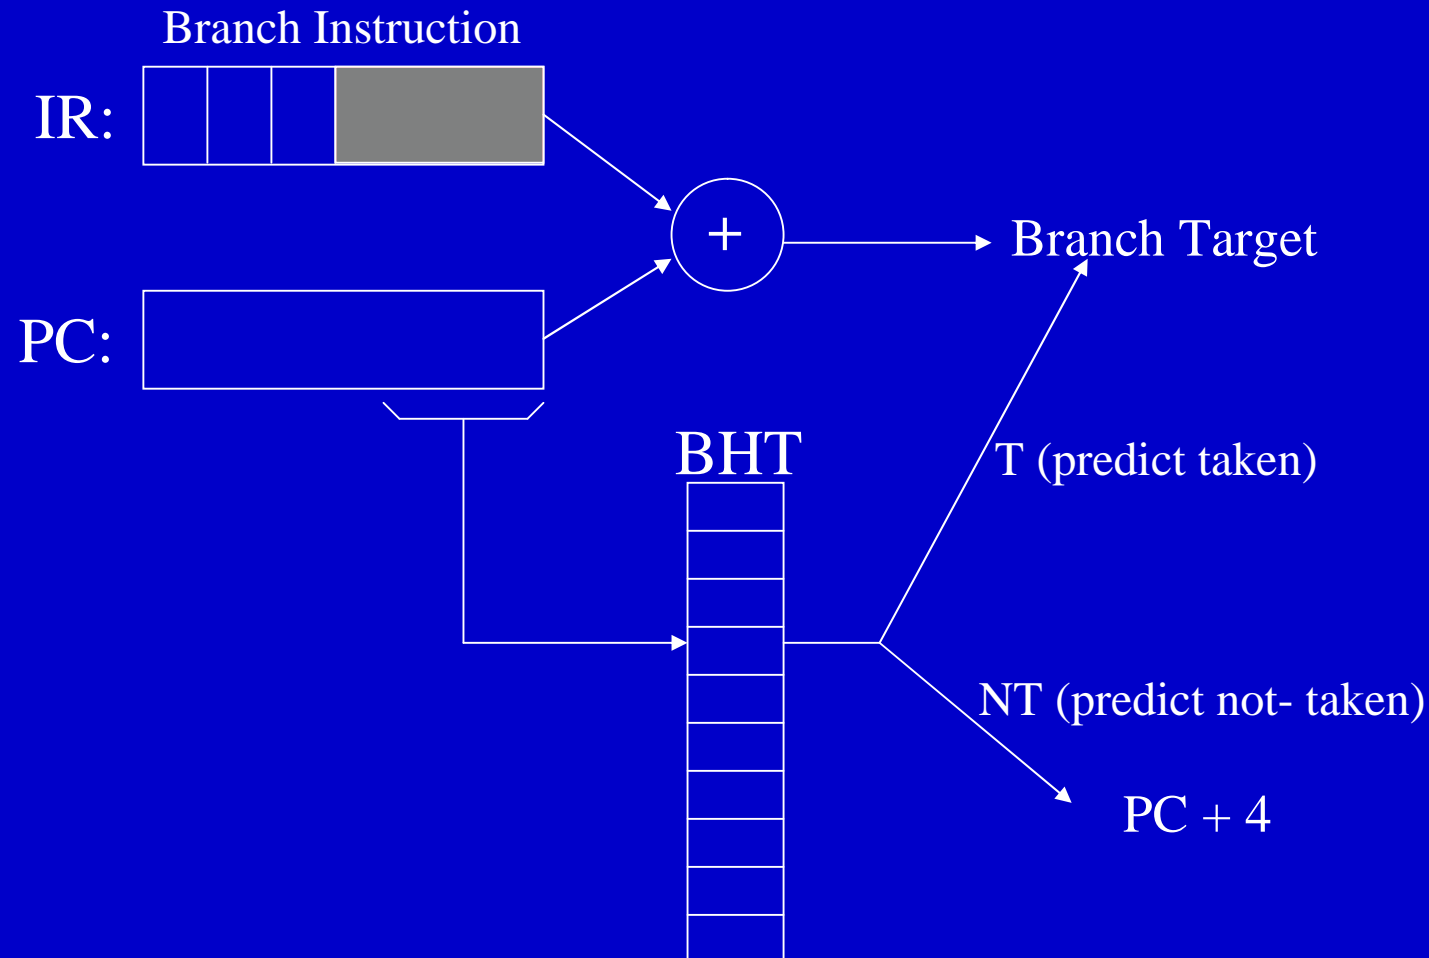 Branch Instruction
IR:
+
Branch Target
PC:
BHT
T (predict taken)
NT (predict not- taken)
PC + 4